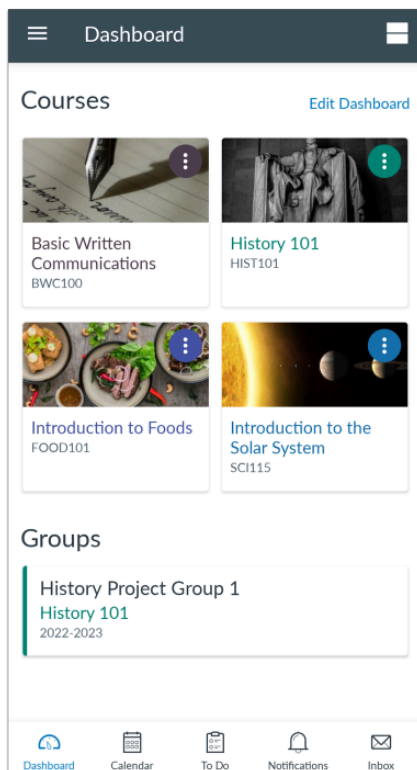 Dashboard
Courses
Edit Dashboard
Basic Written
Communications
BWC100
History 101
HIST101
Introduction to Foods
FOOD101
Introduction to the
Solar System
SCI115
Groups
History Project Group 1
History 101
2022-2023
Dashboard
Calendar
To Do
Notifications
Inbox